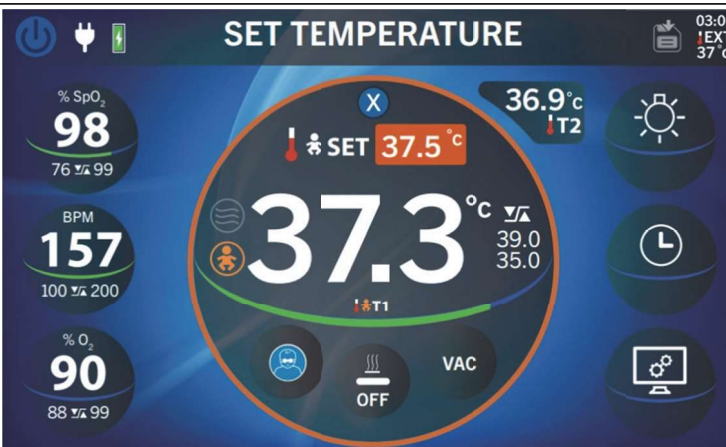 SET TEMPERATURE
03:0
EXT
37°c
% SpO₂
98
76 99
BPM
157
100 200
% O₂
90
88 99
X
SET 37.5 °c
37.3 °c
39.0
35.0
T1
OFF
VAC
36.9°c
T2